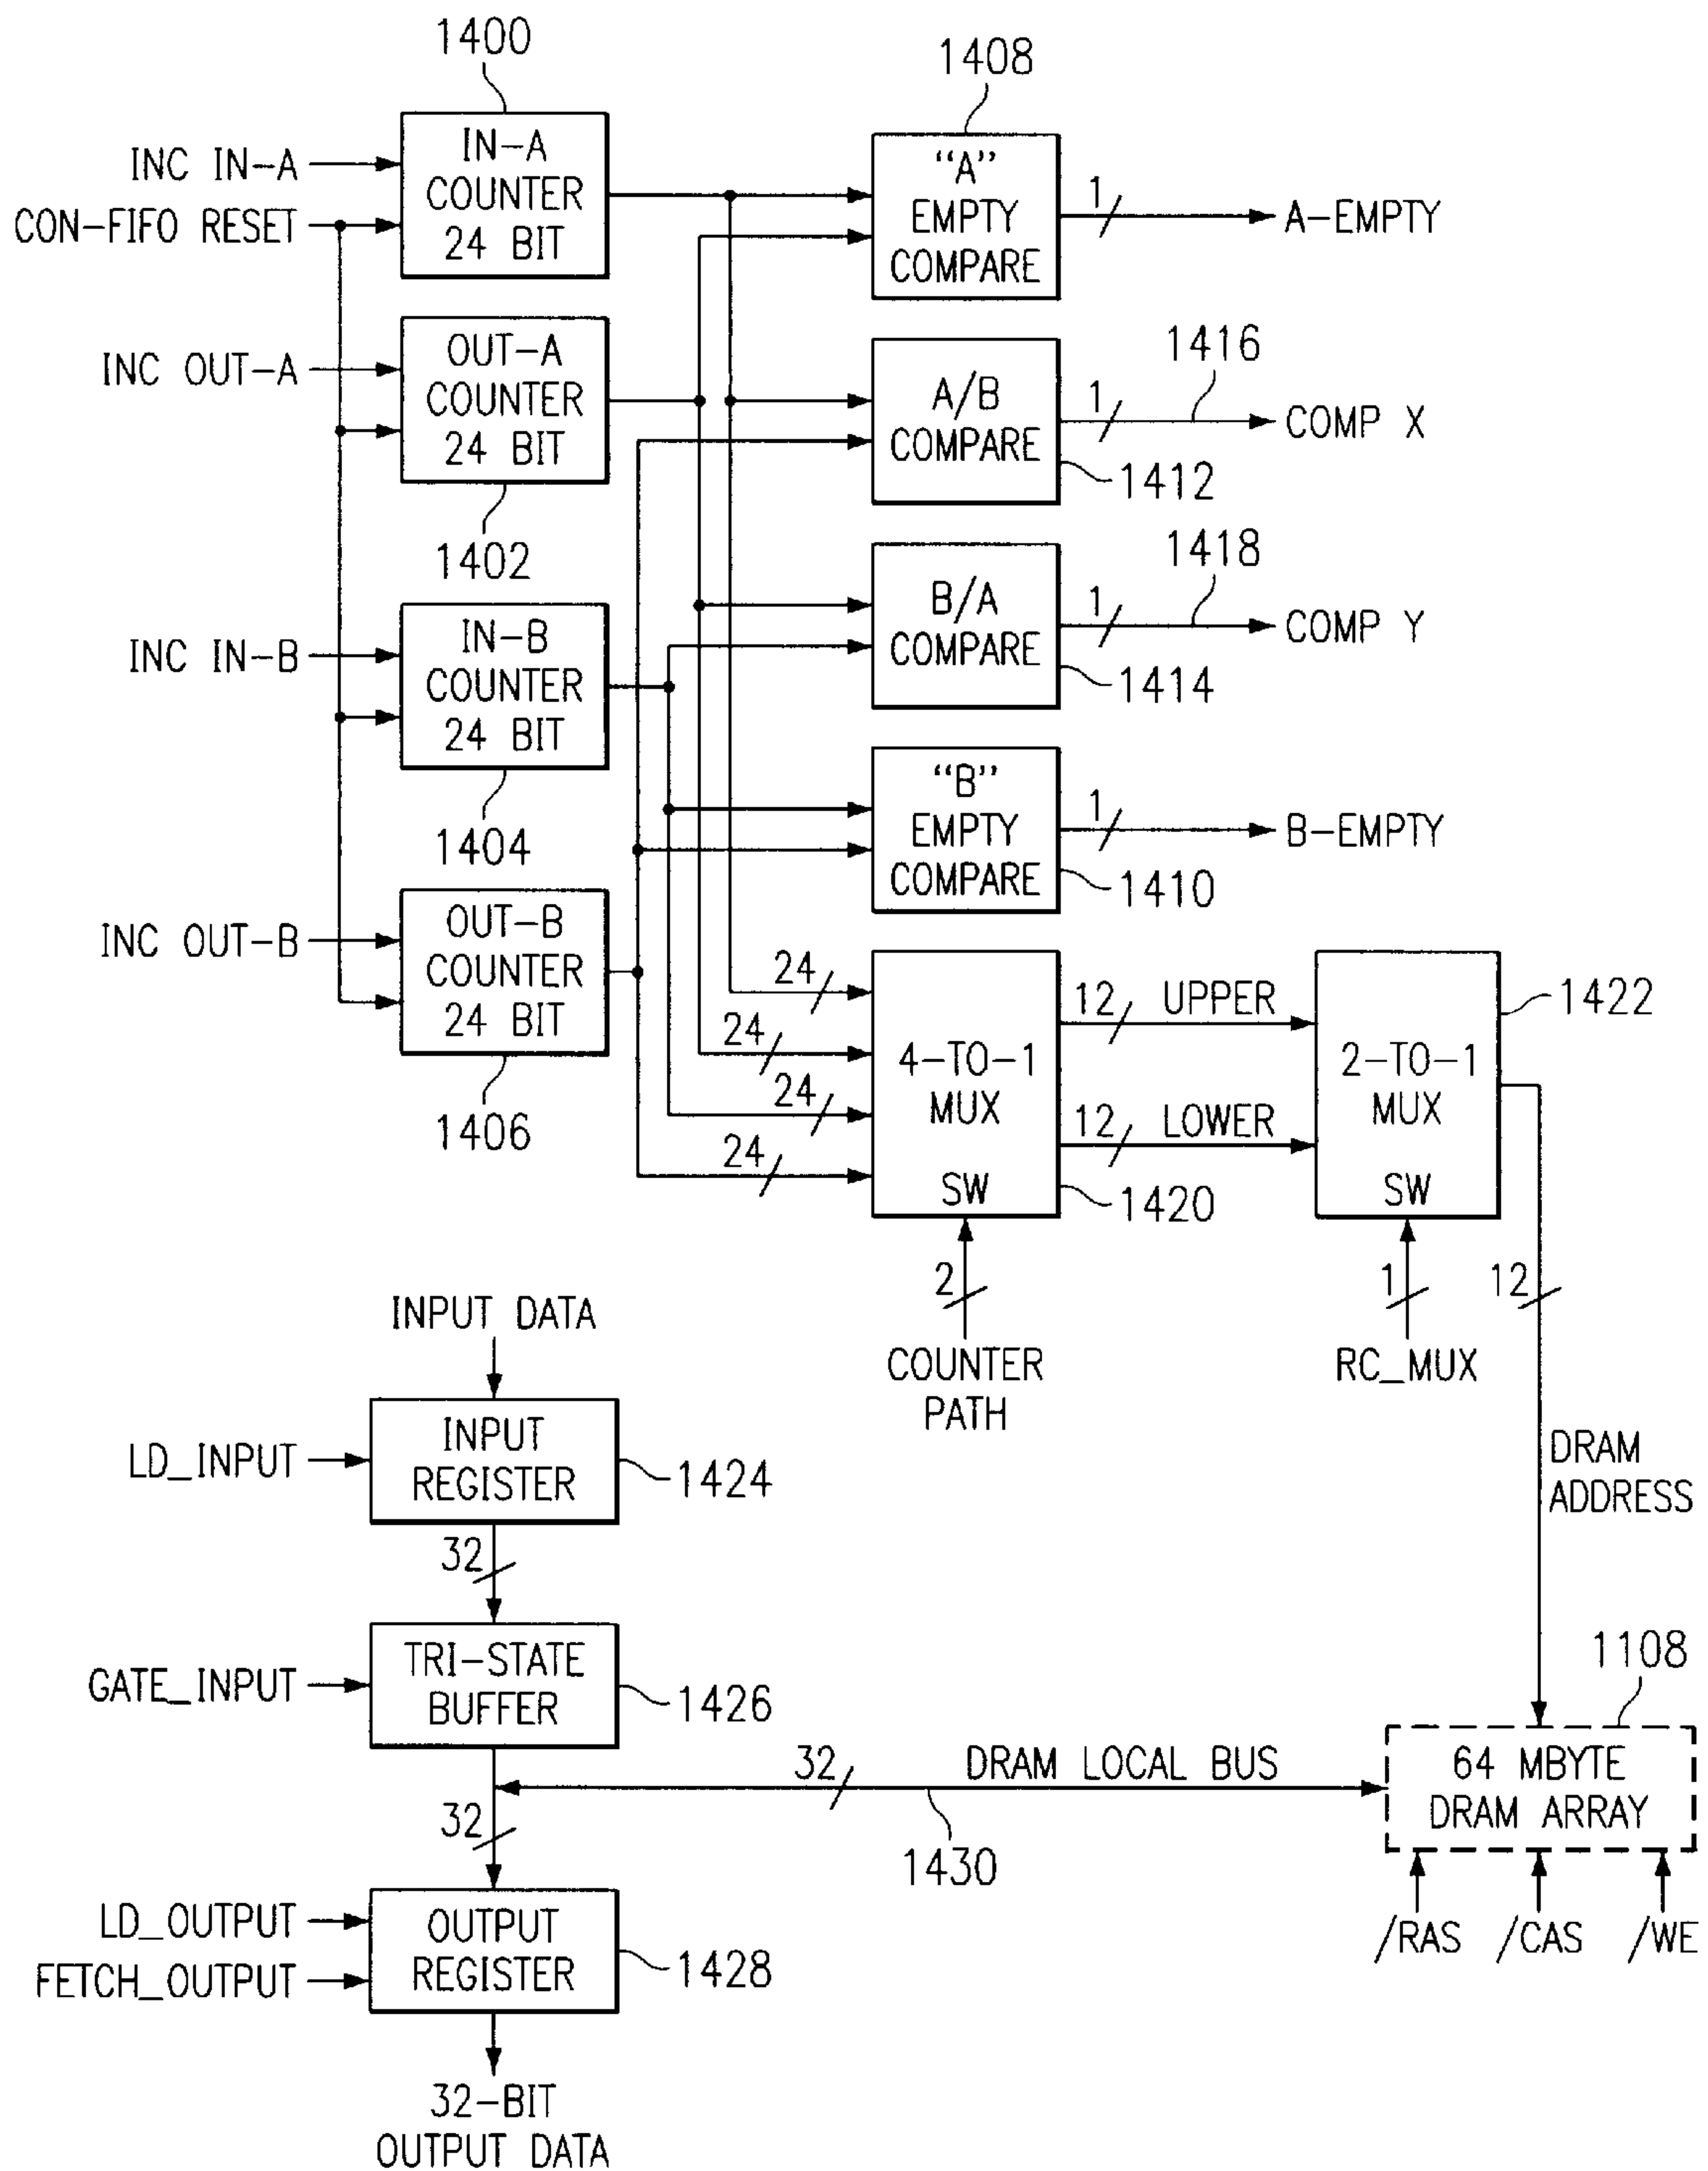 1400
1408
INC IN-A
CON-FIFO RESET
IN-A
COUNTER
24 BIT
"A"
EMPTY
COMPARE
1
A-EMPTY
INC OUT-A
OUT-A
COUNTER
24 BIT
1402
A/B
COMPARE
1
1416
COMP X
1412
INC IN-B
IN-B
COUNTER
24 BIT
1404
B/A
COMPARE
1
1418
COMP Y
1414
"B"
EMPTY
COMPARE
1
B-EMPTY
1410
INC OUT-B
OUT-B
COUNTER
24 BIT
1406
24
24
24
24
4-TO-1
MUX
SW
1420
12
UPPER
12
LOWER
2-TO-1
MUX
SW
1422
2
COUNTER
PATH
1
RC_MUX
12
DRAM
ADDRESS
INPUT DATA
LD_INPUT
INPUT
REGISTER
1424
32
GATE_INPUT
TRI-STATE
BUFFER
1426
32
DRAM LOCAL BUS
1430
1108
64 MBYTE
DRAM ARRAY
/RAS
/CAS
/WE
32
LD_OUTPUT
FETCH_OUTPUT
OUTPUT
REGISTER
1428
32-BIT
OUTPUT DATA